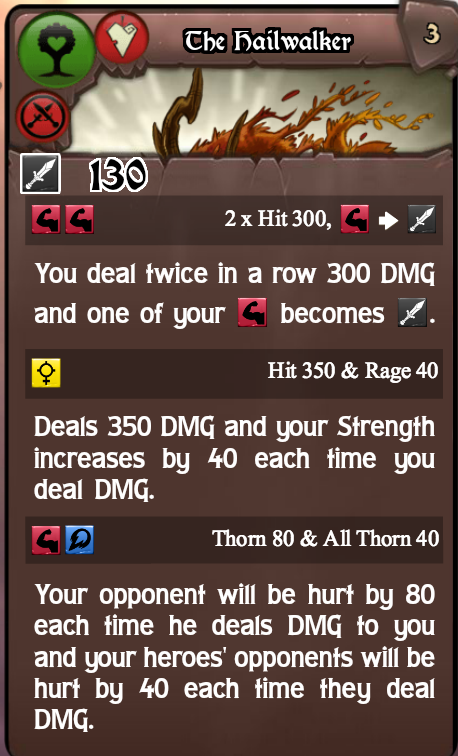 The Hailwalker
3
130
2 x Hit 300,
You deal twice in a row 300 DMG
and one of your becomes .
Hit 350 & Rage 40
Deals 350 DMG and your Strength
increases by 40 each time you
deal DMG.
Thorn 80 & All Thorn 40
Your opponent will be hurt by 80
each time he deals DMG to you
and your heroes' opponents will be
hurt by 40 each time they deal
DMG.